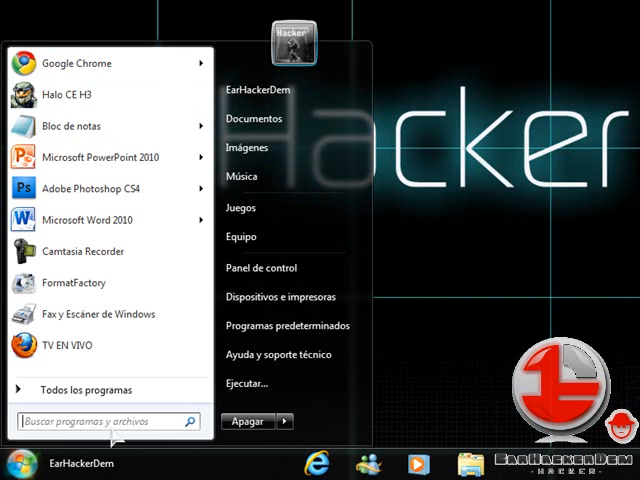 Hacker
Google Chrome
Halo CE H3
Bloc de notas
Microsoft PowerPoint 2010
Adobe Photoshop CS4
Microsoft Word 2010
Camtasia Recorder
FormatFactory
Fax y Escáner de Windows
TV EN VIVO
Todos los programas
Buscar programas y archivos
EarHackerDem
Documentos
Imágenes
Música
Juegos
Equipo
Panel de control
Dispositivos e impresoras
Programas predeterminados
Ayuda y soporte técnico
Ejecutar...
Apagar
Hacker
EarHackerDem
EarHackerDem
- HACKER -